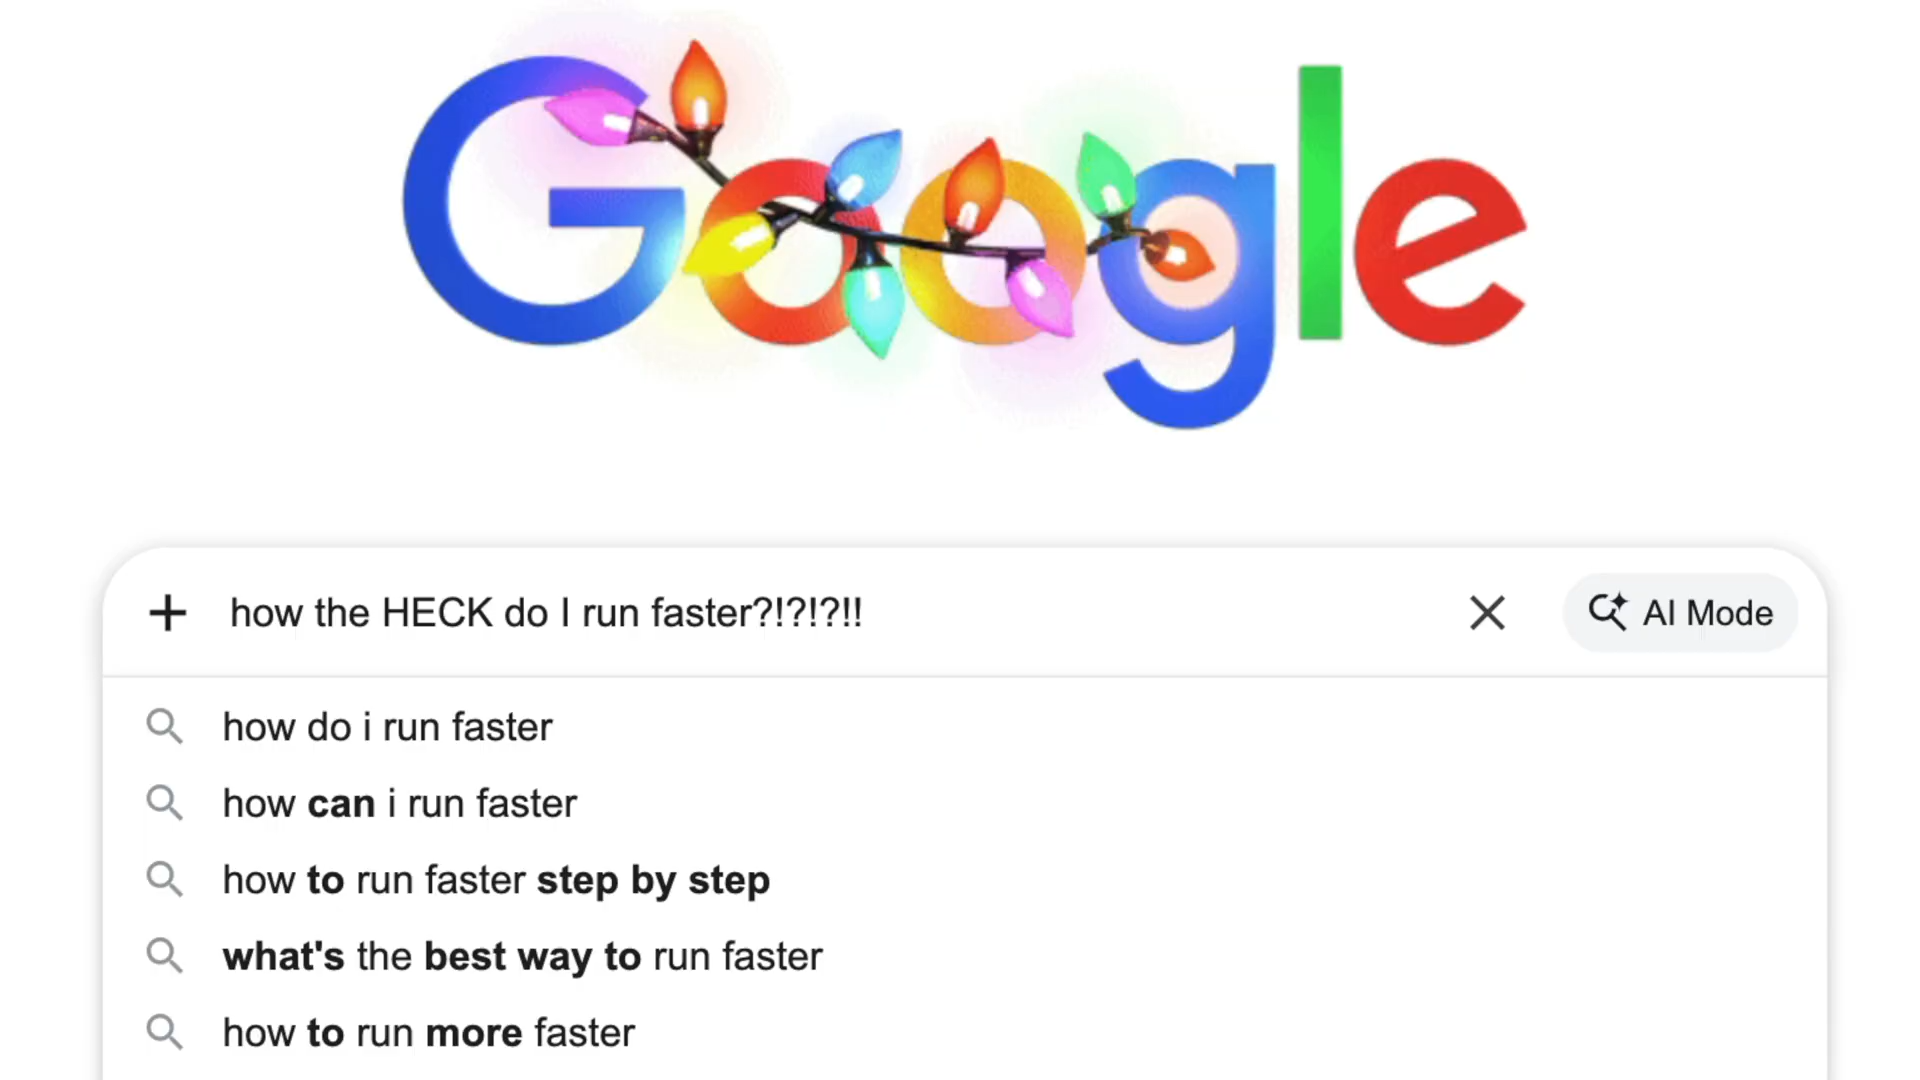 Google
how the HECK do I run faster?!?!?!!
AI Mode
how do i run faster
how can i run faster
how to run faster step by step
what's the best way to run faster
how to run more faster